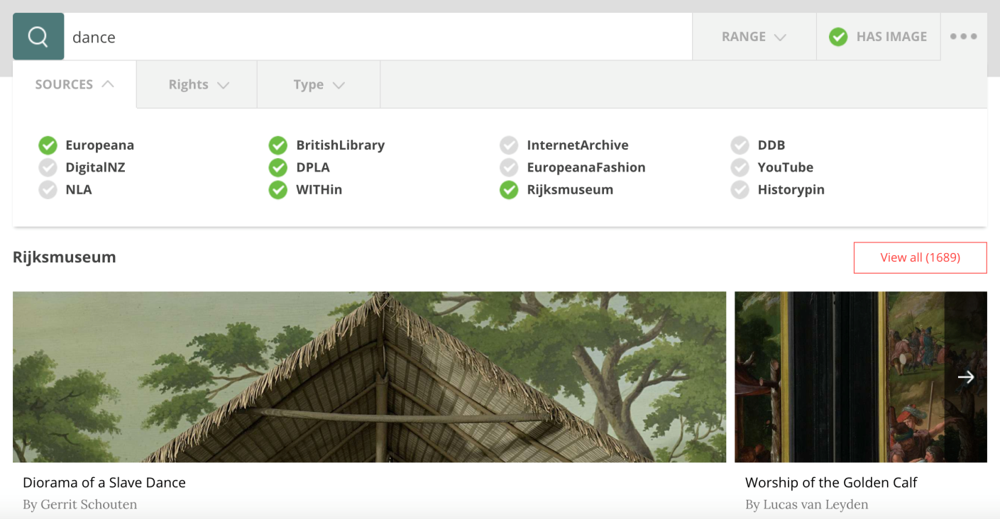 dance
RANGE
HAS IMAGE
SOURCES
Rights
Type
Europeana
BritishLibrary
InternetArchive
DDB
DigitalNZ
DPLA
EuropeanaFashion
YouTube
NLA
WITHin
Rijksmuseum
Historypin
Rijksmuseum
View all (1689)
Diorama of a Slave Dance
Worship of the Golden Calf
By Gerrit Schouten
By Lucas van Leyden